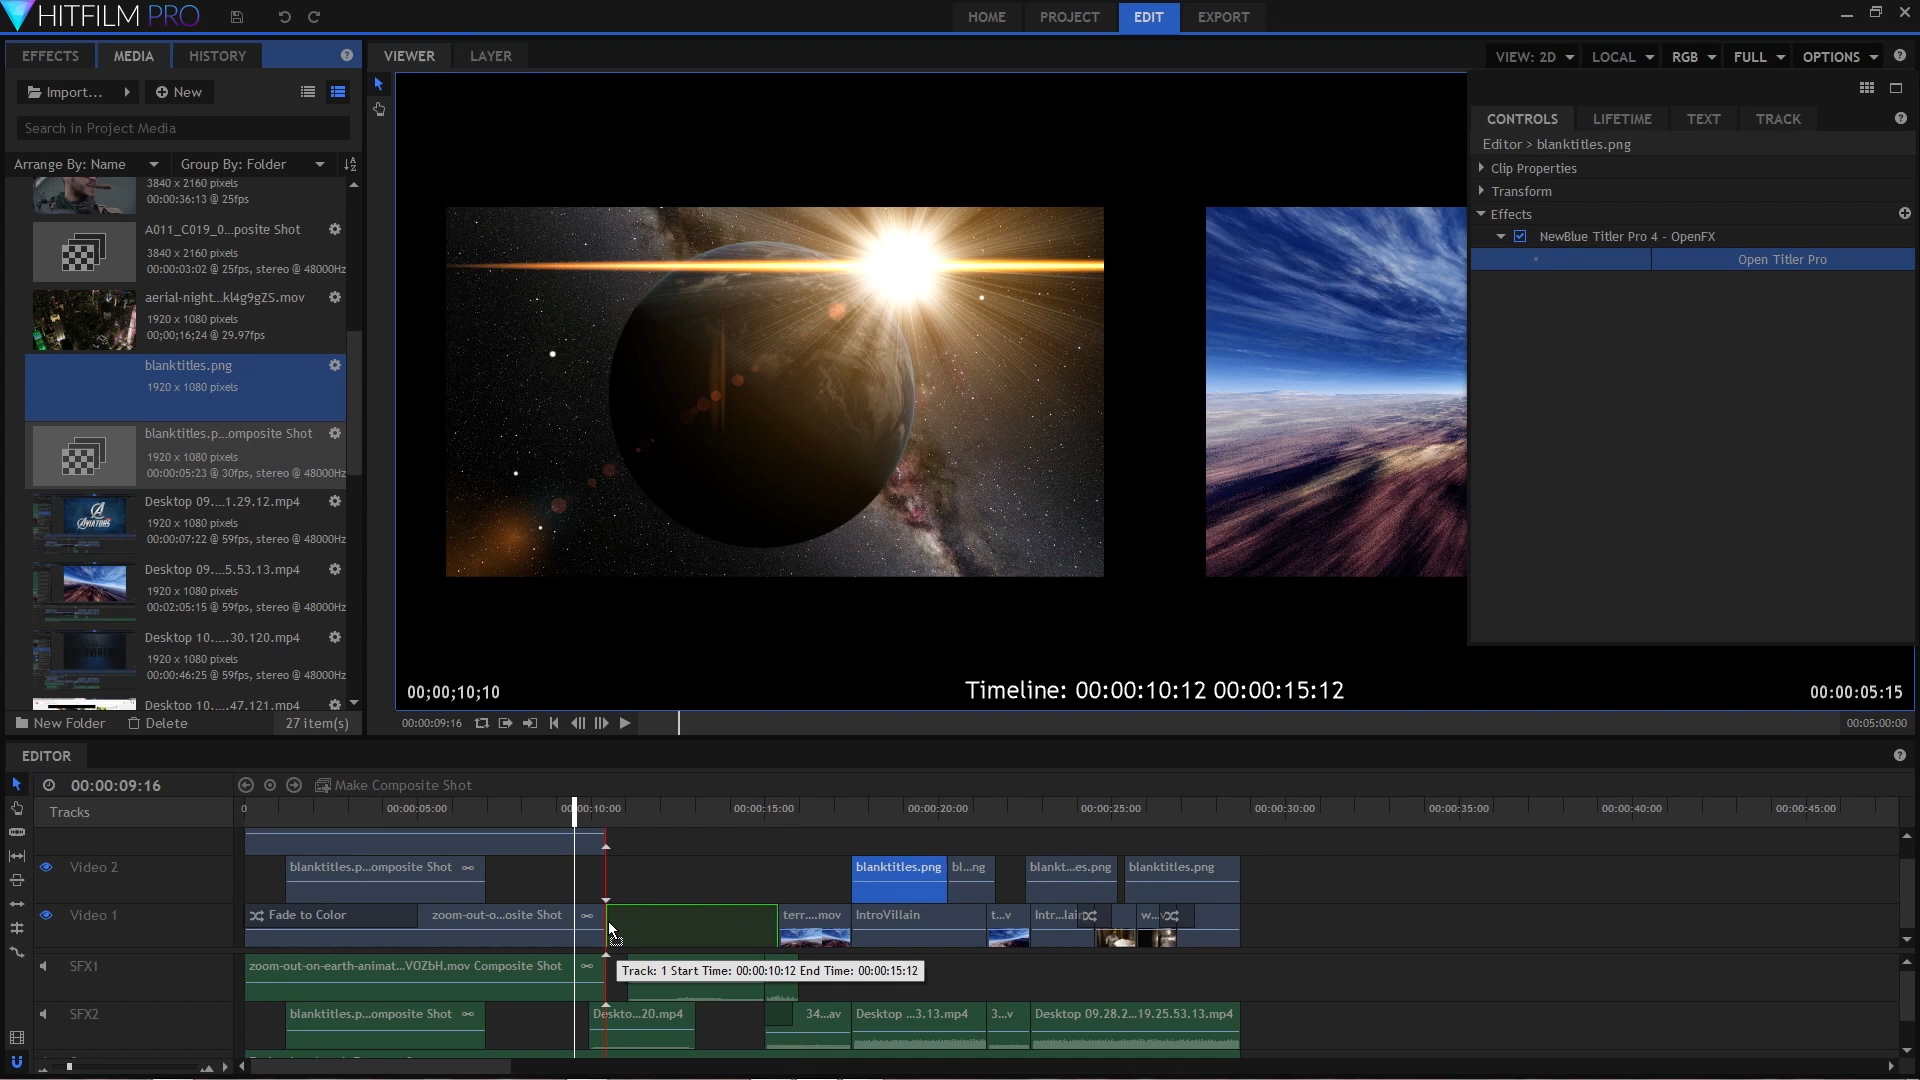 HITFILM PRO
HOME
PROJECT
EDIT
EXPORT
EFFECTS
MEDIA
HISTORY
VIEWER
LAYER
VIEW: 2D
LOCAL
RGB
FULL
OPTIONS
Import...
New
Search in Project Media
Arrange By: Name
Group By: Folder
3840 x 2160 pixels
00:00:36:13 @ 25fps
A011_C019_0...posite Shot
3840 x 2160 pixels
00:00:03:02 @ 25fps, stereo @ 48000Hz
aerial-night...kl4g9gZS.mov
1920 x 1080 pixels
00;00;16;24 @ 29.97fps
blanktitles.png
1920 x 1080 pixels
blanktitles.p...omposite Shot
1920 x 1080 pixels
00:00:05:23 @ 30fps, stereo @ 48000Hz
Desktop 09....1.29.12.mp4
1920 x 1080 pixels
00:00:07:22 @ 59fps, stereo @ 48000Hz
Desktop 09....5.53.13.mp4
1920 x 1080 pixels
00:02:05:15 @ 59fps, stereo @ 48000Hz
Desktop 10.....30.120.mp4
1920 x 1080 pixels
00:00:46:25 @ 59fps, stereo @ 48000Hz
Desktop 10.....47.121.mp4
New Folder
Delete
27 item(s)
CONTROLS
LIFETIME
TEXT
TRACK
Editor > blanktitles.png
Clip Properties
Transform
Effects
NewBlue Titler Pro 4 - OpenFX
Open Titler Pro
00;00;10;10
Timeline: 00:00:10:12 00:00:15:12
00:00:05:15
00:00:09:16
00:05:00:00
EDITOR
00:00:09:16
Make Composite Shot
Tracks
0
00:00:05:00
00:00:10:00
00:00:15:00
00:00:20:00
00:00:25:00
00:00:30:00
00:00:35:00
00:00:40:00
00:00:45:00
Video 2
blanktitles.p...omposite Shot
blanktitles.png
bl...ng
blankt...es.png
blanktitles.png
Video 1
Fade to Color
zoom-out-o...osite Shot
terr....mov
IntroVillain
t...v
Intr...lain
w...v
SFX1
zoom-out-on-earth-animat...VOZbH.mov Composite Shot
Track: 1 Start Time: 00:00:10:12 End Time: 00:00:15:12
SFX2
blanktitles.p...omposite Shot
Deskto...20.mp4
34...av
Desktop ...3.13.mp4
3...v
Desktop 09.28.2...19.25.53.13.mp4